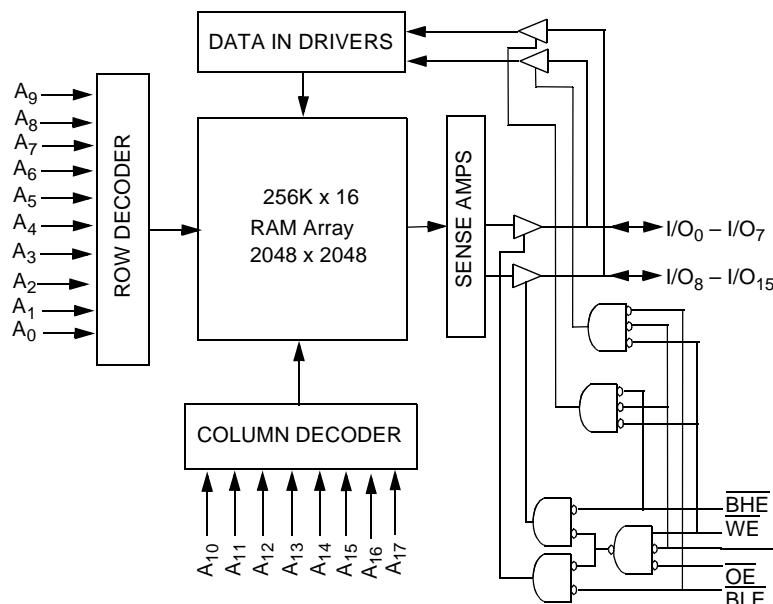 DATA IN DRIVERS
A9
A8
A7
A6
A5
A4
A3
A2
A1
A0
ROW DECODER
256K x 16
RAM Array
2048 x 2048
SENSE AMPS
I/O0 – I/O7
I/O8 – I/O15
COLUMN DECODER
A10
A11
A12
A13
A14
A15
A16
A17
BHE
WE
OE
BLE